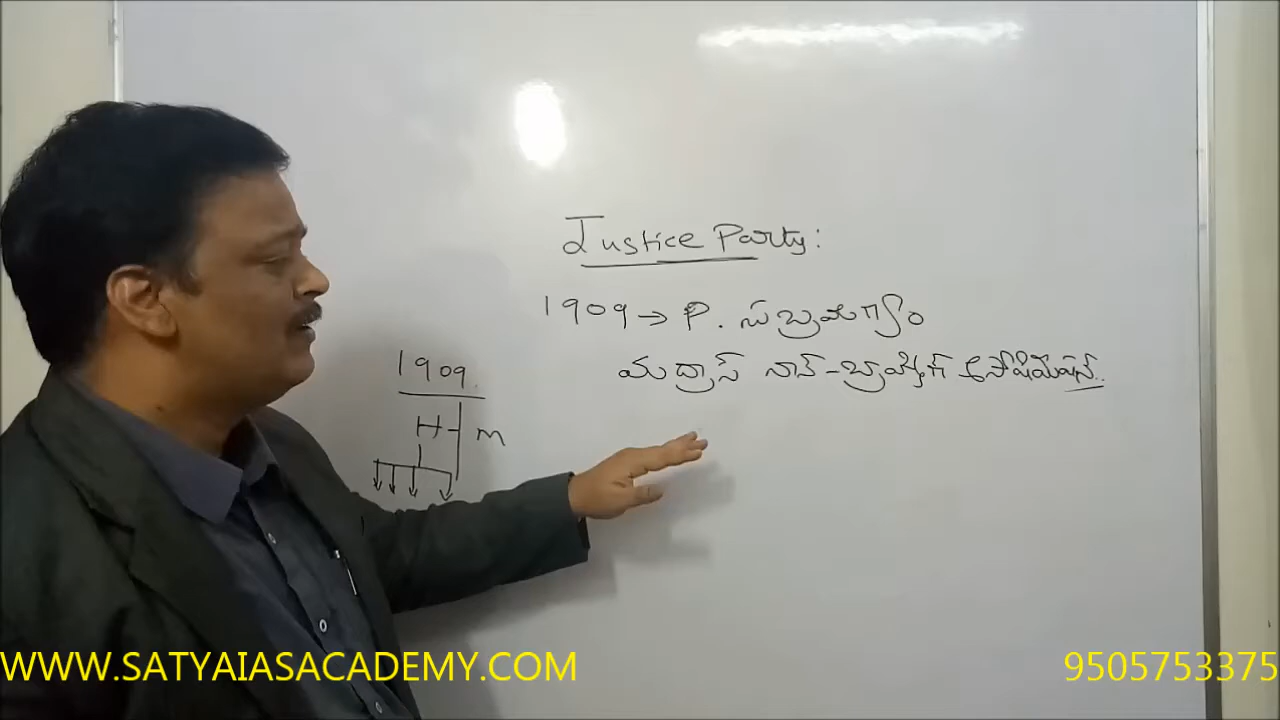 Justice Party:
1909 → P. సుబ్రమణ్యం
మద్రాస్ నాన్-బ్రాహ్మిణ్ అసోషియేషన్.
1909.
H m
WWW.SATYAIASACADEMY.COM 9505753375